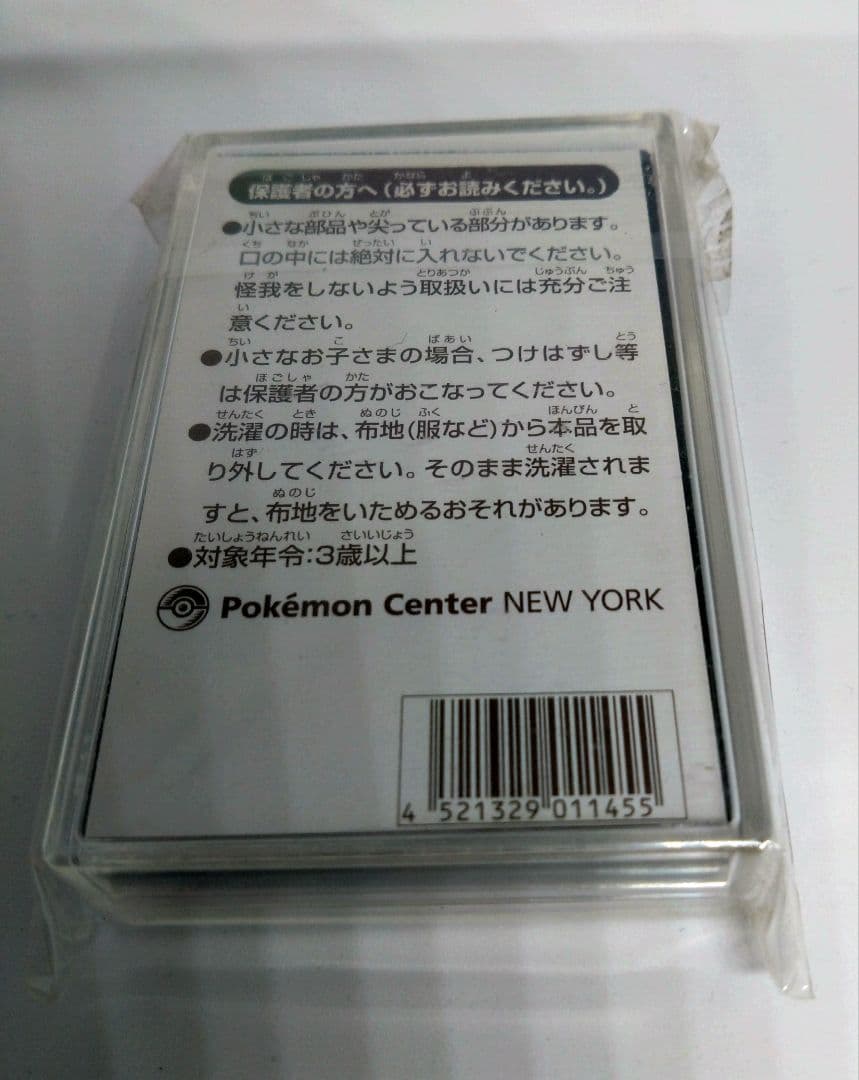 保護者の方へ(必ずお読みください。)
●小さな部品や尖っている部分があります。
口の中には絶対に入れないでください。
怪我をしないよう取扱いには充分ご注
意ください。
●小さなお子さまの場合、つけはずし等
は保護者の方がおこなってください。
●洗濯の時は、布地(服など)から本品を取
り外してください。そのまま洗濯されま
すと、布地をいためるおそれがあります。
●対象年令:3歳以上
Pokémon Center NEW YORK
4 521329 011455